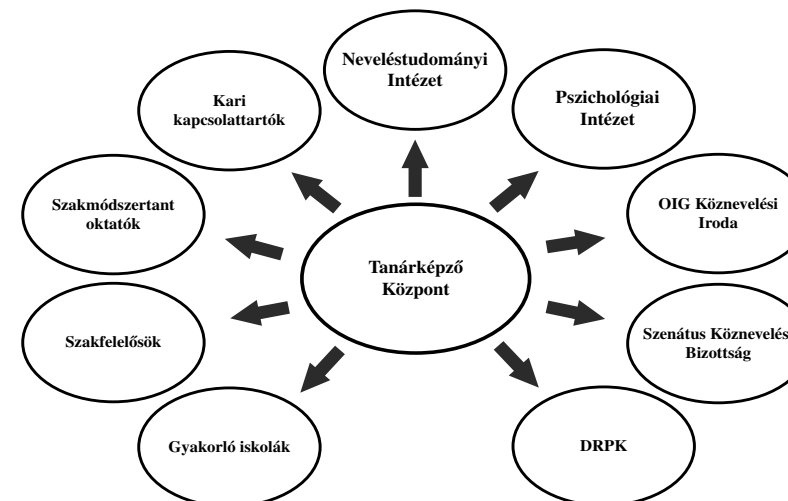 Neveléstudományi
Intézet
Pszichológiai
Intézet
Kari
kapcsolattartók
OIG Köznevelési
Iroda
Szakmódszertant
oktatók
Tanárképző
Központ
Szenátus Köznevelés
Bizottság
Szakfelelősök
Gyakorló iskolák
DRPK